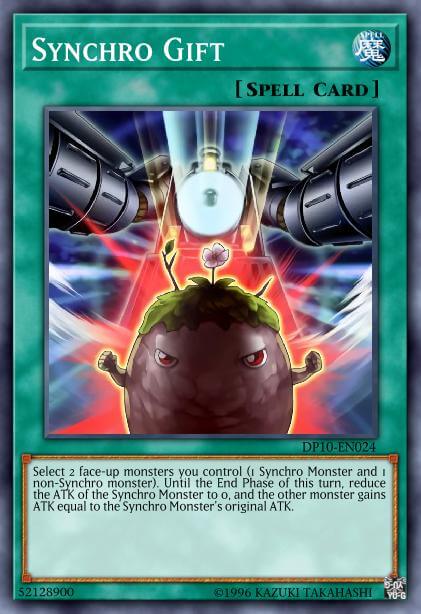 Synchro Gift
SPELL
魔
[Spell Card]
DP10-EN024
Select 2 face-up monsters you control (1 Synchro Monster and 1
non-Synchro monster). Until the End Phase of this turn, reduce
the ATK of the Synchro Monster to 0, and the other monster gains
ATK equal to the Synchro Monster's original ATK.
52128900
©1996 KAZUKI TAKAHASHI